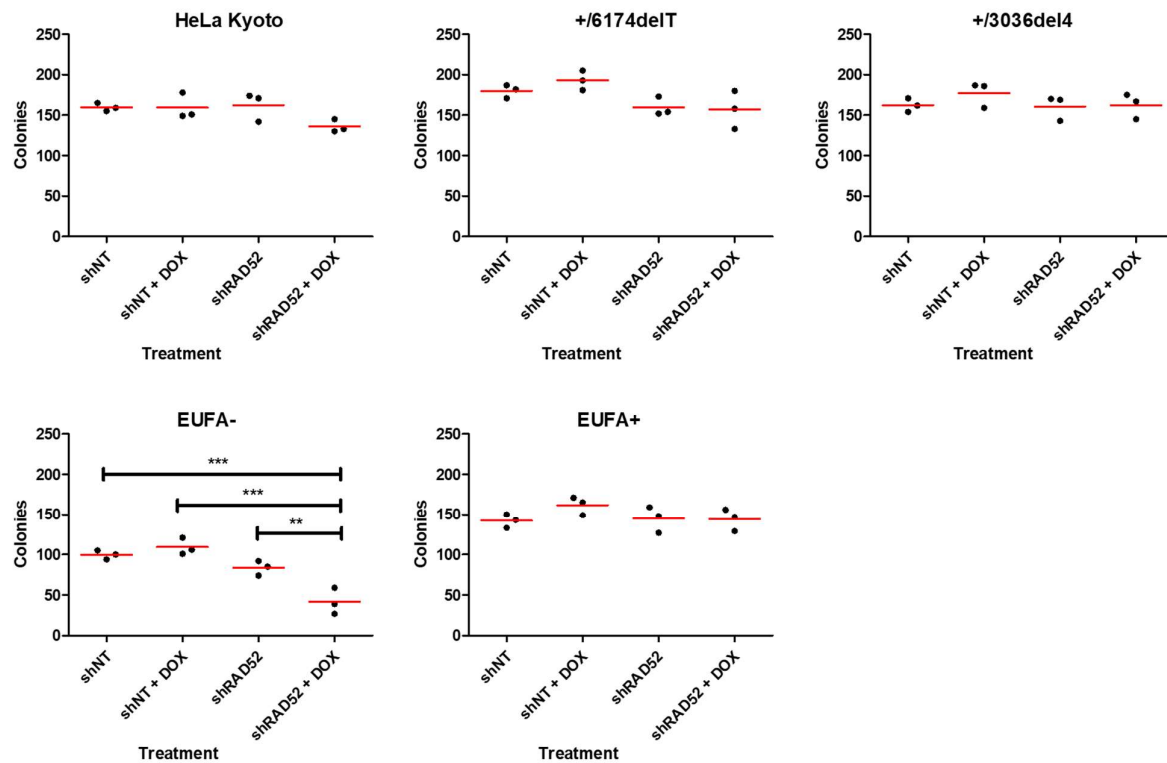 HeLa Kyoto
250
200
150
100
50
0
Colonies
shNT
shNT + DOX
shRAD52
shRAD52 + DOX
Treatment
+/6174delT
250
200
150
100
50
0
Colonies
shNT
shNT + DOX
shRAD52
shRAD52 + DOX
Treatment
+/3036del4
250
200
150
100
50
0
Colonies
shNT
shNT + DOX
shRAD52
shRAD52 + DOX
Treatment
EUFA-
250
200
150
100
50
0
Colonies
***
***
**
shNT
shNT + DOX
shRAD52
shRAD52 + DOX
Treatment
EUFA+
250
200
150
100
50
0
Colonies
shNT
shNT + DOX
shRAD52
shRAD52 + DOX
Treatment